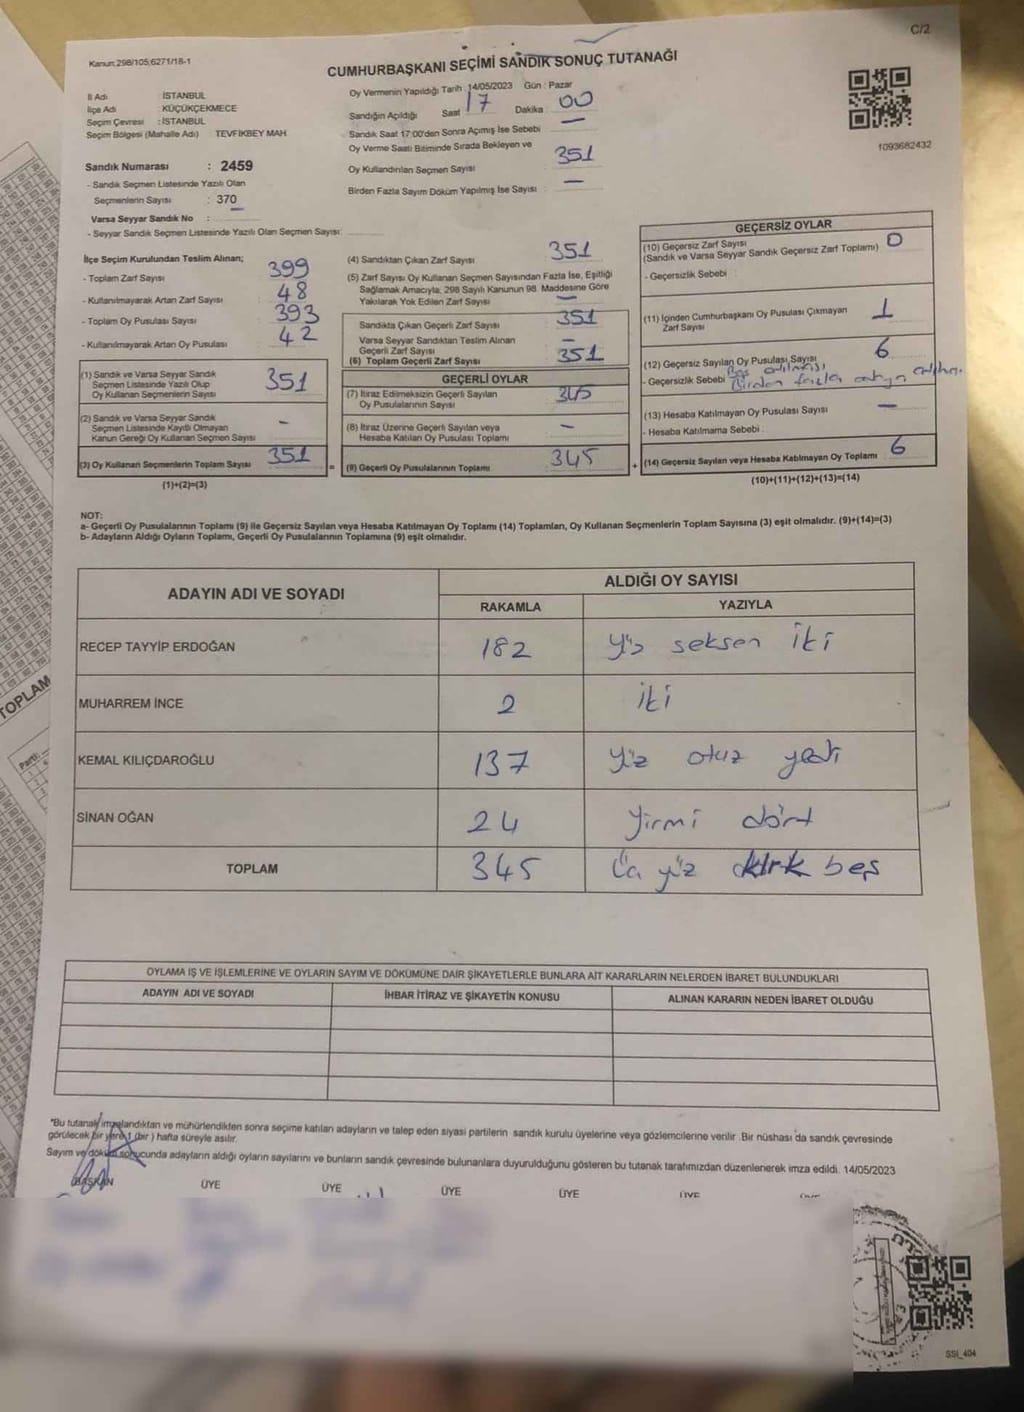 C/2
Kanun:298/105;6271/18-1
CUMHURBAŞKANI SEÇİMİ SANDIK SONUÇ TUTANAĞI
İl Adı : İSTANBUL
İlçe Adı : KÜÇÜKÇEKMECE
Seçim Çevresi : İSTANBUL
Seçim Bölgesi (Mahalle Adı) TEVFİKBEY MAH
Sandık Numarası : 2459
- Sandık Seçmen Listesinde Yazılı Olan
Seçmenlerin Sayısı : 370
Varsa Seyyar Sandık No : —
- Seyyar Sandık Seçmen Listesinde Yazılı Olan Seçmen Sayısı:
Oy Vermenin Yapıldığı Tarih : 14/05/2023 Gün : Pazar
Sandığın Açıldığı Saat 17 Dakika 00
Sandık Saat 17:00'den Sonra Açılmış İse Sebebi —
Oy Verme Saati Bitiminde Sırada Bekleyen ve
Oy Kullandırılan Seçmen Sayısı 351
Birden Fazla Sayım Döküm Yapılmış İse Sayısı —
1093682432
İlçe Seçim Kurulundan Teslim Alınan;
- Toplam Zarf Sayısı 399
- Kullanılmayarak Artan Zarf Sayısı 48
- Toplam Oy Pusulası Sayısı 393
- Kullanılmayarak Artan Oy Pusulası 42
(1) Sandık ve Varsa Seyyar Sandık
Seçmen Listesinde Yazılı Olup
Oy Kullanan Seçmenlerin Sayısı 351
(2) Sandık ve Varsa Seyyar Sandık
Seçmen Listesinde Kayıtlı Olmayan
Kanun Gereği Oy Kullanan Seçmen Sayısı -
(3) Oy Kullanan Seçmenlerin Toplam Sayısı 351
(1)+(2)=(3)
=
(4) Sandıktan Çıkan Zarf Sayısı 351
(5) Zarf Sayısı Oy Kullanan Seçmen Sayısından Fazla İse, Eşitliği
Sağlamak Amacıyla, 298 Sayılı Kanunun 98. Maddesine Göre
Yakılarak Yok Edilen Zarf Sayısı —
Sandıkta Çıkan Geçerli Zarf Sayısı 351
Varsa Seyyar Sandıktan Teslim Alınan
Geçerli Zarf Sayısı —
(6) Toplam Geçerli Zarf Sayısı 351
GEÇERLİ OYLAR
(7) İtiraz Edilmeksizin Geçerli Sayılan
Oy Pusulalarının Sayısı 345
(8) İtiraz Üzerine Geçerli Sayılan veya
Hesaba Katılan Oy Pusulası Toplamı —
(9) Geçerli Oy Pusulalarının Toplamı 345
+
GEÇERSİZ OYLAR
(10) Geçersiz Zarf Sayısı
(Sandık ve Varsa Seyyar Sandık Geçersiz Zarf Toplamı) 0
- Geçersizlik Sebebi :
(11) İçinden Cumhurbaşkanı Oy Pusulası Çıkmayan
Zarf Sayısı 1
(12) Geçersiz Sayılan Oy Pusulası Sayısı 6
- Geçersizlik Sebebi : Boş atılması
Birden fazla
(13) Hesaba Katılmayan Oy Pusulası Sayısı —
- Hesaba Katılmama Sebebi :
(14) Geçersiz Sayılan veya Hesaba Katılmayan Oy Toplamı 6
(10)+(11)+(12)+(13)=(14)
NOT:
a- Geçerli Oy Pusulalarının Toplamı (9) ile Geçersiz Sayılan veya Hesaba Katılmayan Oy Toplamı (14) Toplamları, Oy Kullanan Seçmenlerin Toplam Sayısına (3) eşit olmalıdır. (9)+(14)=(3)
b- Adayların Aldığı Oyların Toplamı, Geçerli Oy Pusulalarının Toplamına (9) eşit olmalıdır.
ADAYIN ADI VE SOYADI
ALDIĞI OY SAYISI
RAKAMLA YAZIYLA
RECEP TAYYİP ERDOĞAN 182 Yüz seksen iki
MUHARREM İNCE 2 iki
KEMAL KILIÇDAROĞLU 137 Yüz otuz yedi
SİNAN OĞAN 24 Yirmi dört
TOPLAM 345 Üç yüz kırk beş
OYLAMA İŞ VE İŞLEMLERİNE VE OYLARIN SAYIM VE DÖKÜMÜNE DAİR ŞİKAYETLERLE BUNLARA AİT KARARLARIN NELERDEN İBARET BULUNDUKLARI
ADAYIN ADI VE SOYADI İHBAR İTİRAZ VE ŞİKAYETİN KONUSU ALINAN KARARIN NEDEN İBARET OLDUĞU
"Bu tutanak imzalandıktan ve mühürlendikten sonra seçime katılan adayların ve talep eden siyasi partilerin sandık kurulu üyelerine veya gözlemcilerine verilir .Bir nüshası da sandık çevresinde
görülecek bir yere 1 (bir) hafta süreyle asılır.
Sayım ve döküm sonucunda adayların aldığı oyların sayılarını ve bunların sandık çevresinde bulunanlara duyurulduğunu gösteren bu tutanak tarafımızdan düzenlenerek imza edildi. 14/05/2023
BAŞKAN ÜYE ÜYE ÜYE ÜYE ÜYE
SSI_404
TOPLAM
Parti: